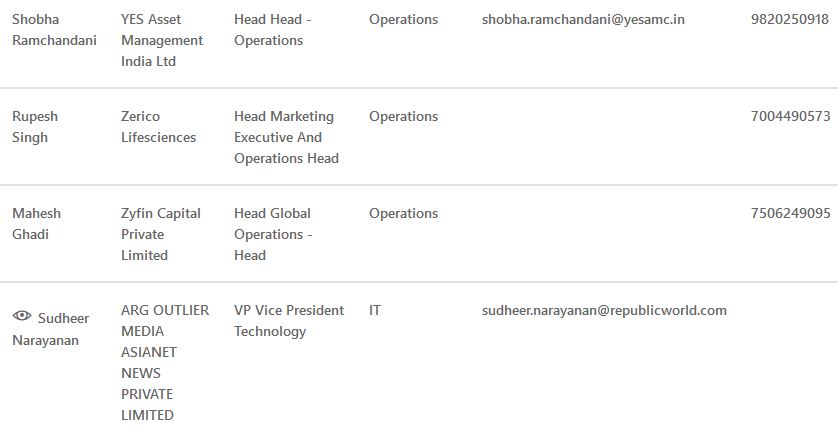 Shobha YES Asset Head Head - Operations shobha.ramchandani@yesamc.in 9820250918
Ramchandani Management Operations
India Ltd
Rupesh Zerico Head Marketing Operations 7004490573
Singh Lifesciences Executive And
Operations Head
Mahesh Zyfin Capital Head Global Operations 7506249095
Ghadi Private Operations -
Limited Head
Sudheer ARG OUTLIER VP Vice President IT sudheer.narayanan@republicworld.com
Narayanan MEDIA Technology
ASIANET
NEWS
PRIVATE
LIMITED